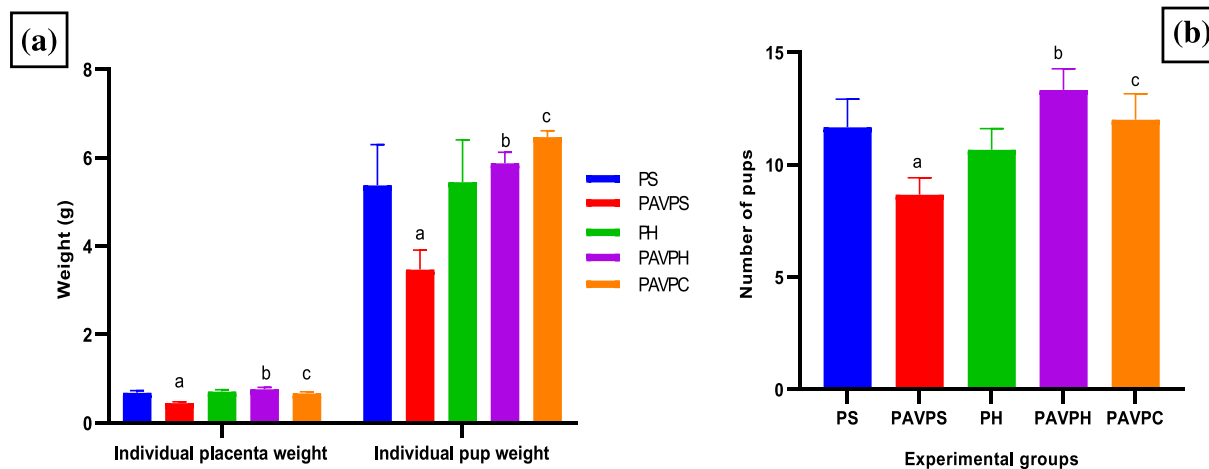 (a)
Weight (g)
8
6
4
2
0
a
b
c
a
b
c
Individual placenta weight
Individual pup weight
PS
PAVPS
PH
PAVPH
PAVPC
(b)
Number of pups
15
10
5
0
a
b
c
PS PAVPS PH PAVPH PAVPC
Experimental groups